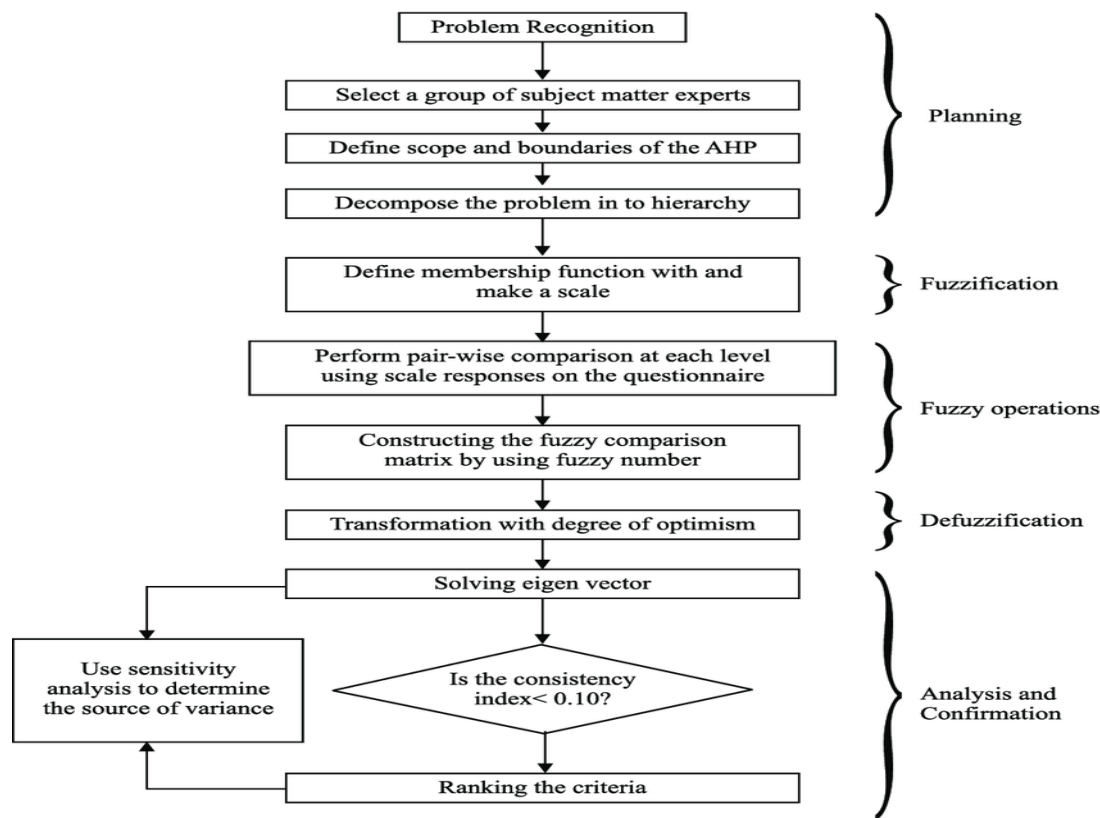 Problem Recognition
Select a group of subject matter experts
Define scope and boundaries of the AHP
Decompose the problem in to hierarchy
Planning
Define membership function with and
make a scale
Fuzzification
Perform pair-wise comparison at each level
using scale responses on the questionnaire
Constructing the fuzzy comparison
matrix by using fuzzy number
Fuzzy operations
Transformation with degree of optimism
Defuzzification
Solving eigen vector
Use sensitivity
analysis to determine
the source of variance
Is the consistency
index< 0.10?
Ranking the criteria
Analysis and
Confirmation